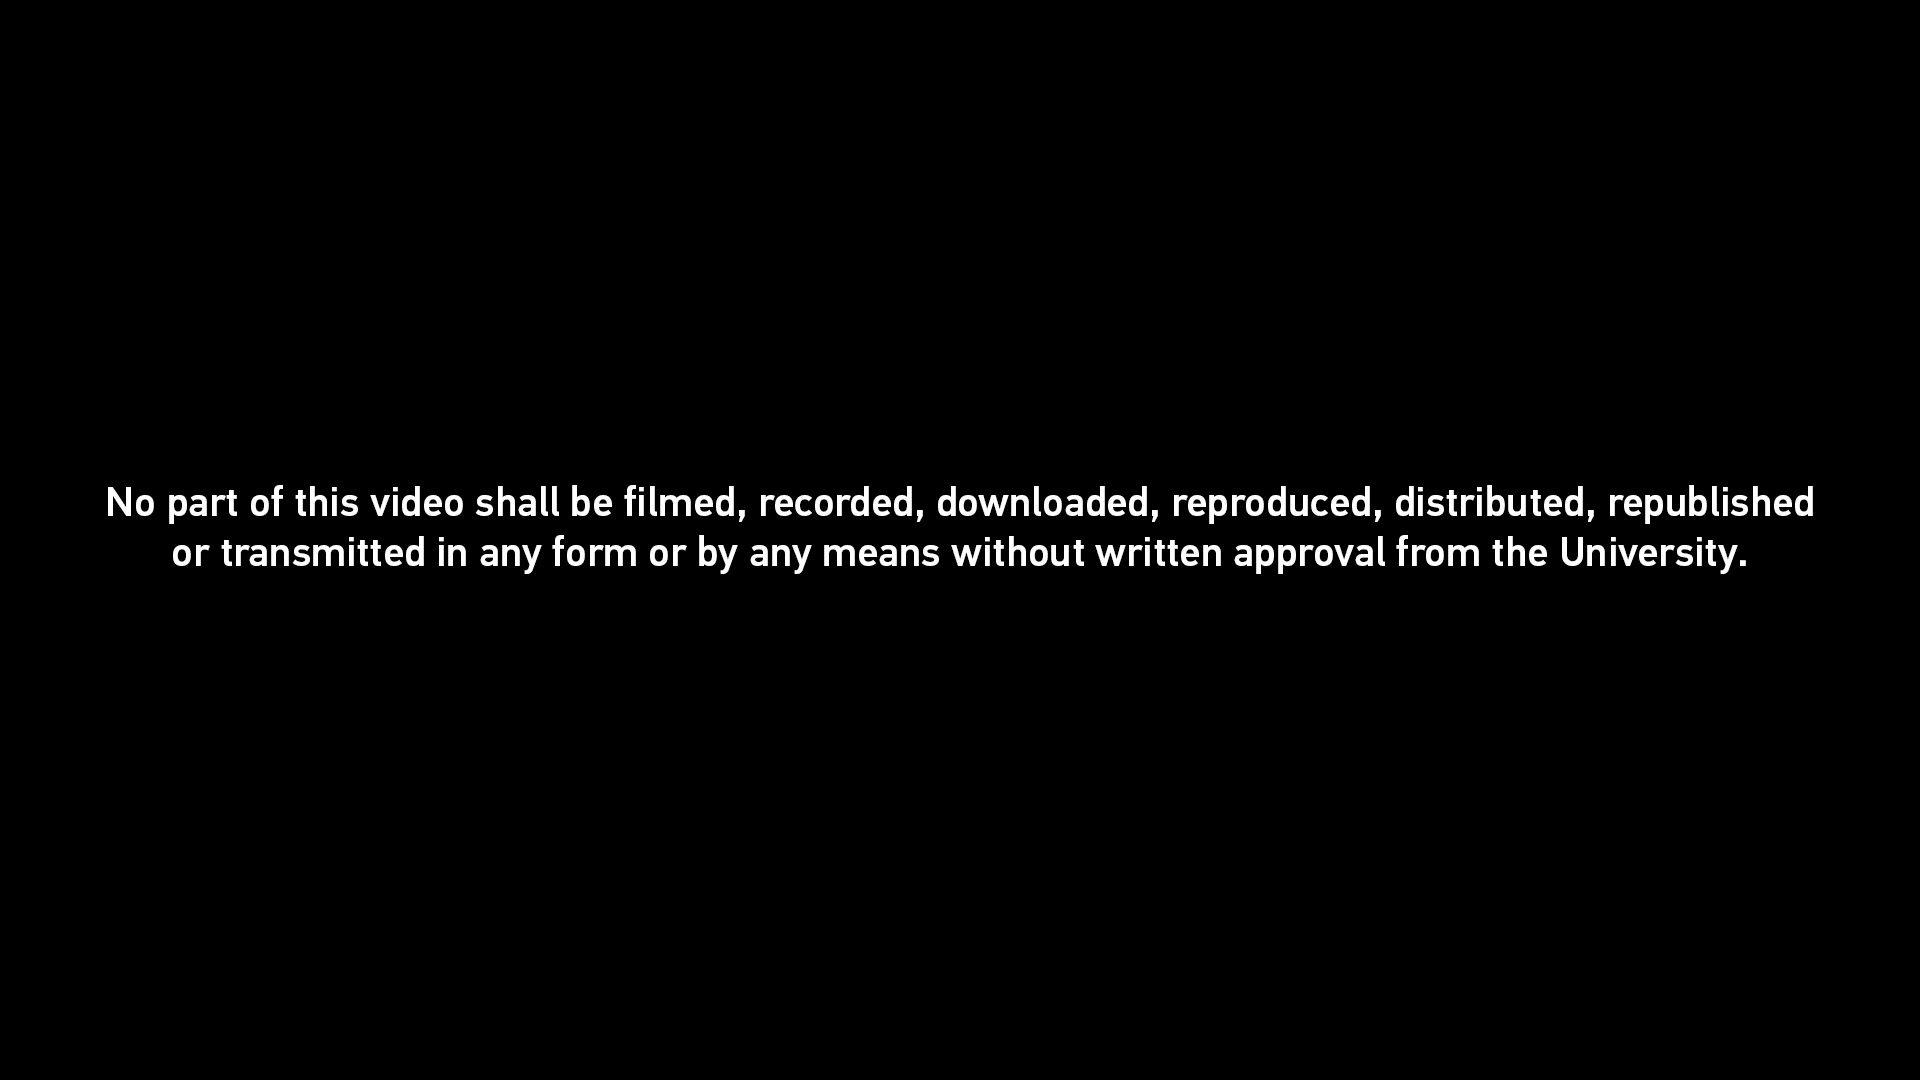 No part of this video shall be filmed, recorded, downloaded, reproduced, distributed, republished
or transmitted in any form or by any means without written approval from the University.